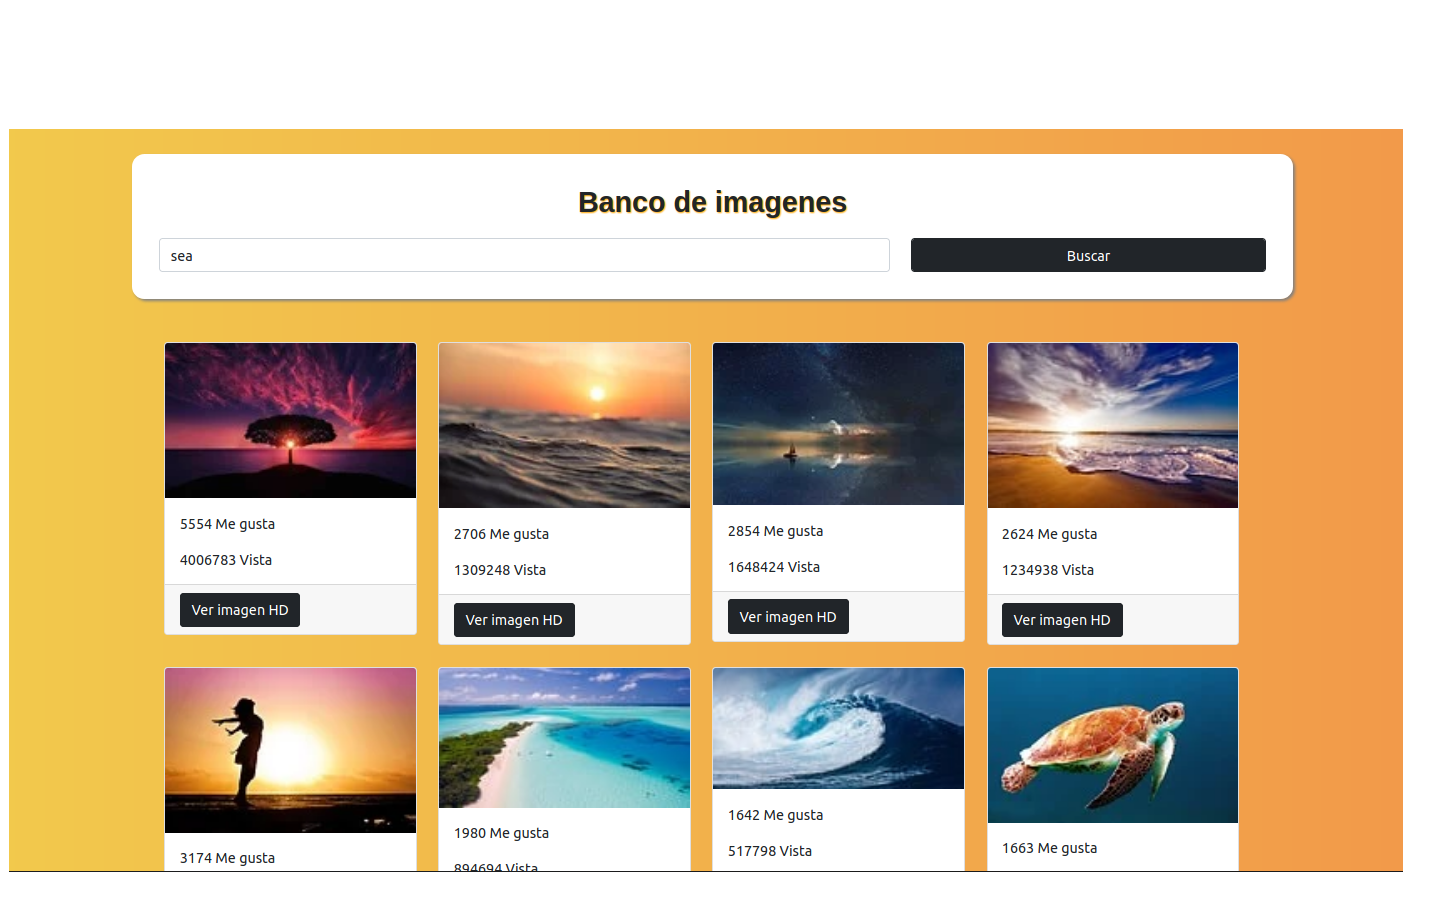 Banco de imagenes
sea
Buscar
5554 Me gusta
4006783 Vista
Ver imagen HD
2706 Me gusta
1309248 Vista
Ver imagen HD
2854 Me gusta
1648424 Vista
Ver imagen HD
2624 Me gusta
1234938 Vista
Ver imagen HD
3174 Me gusta
1980 Me gusta
894694 Vista
1642 Me gusta
517798 Vista
1663 Me gusta